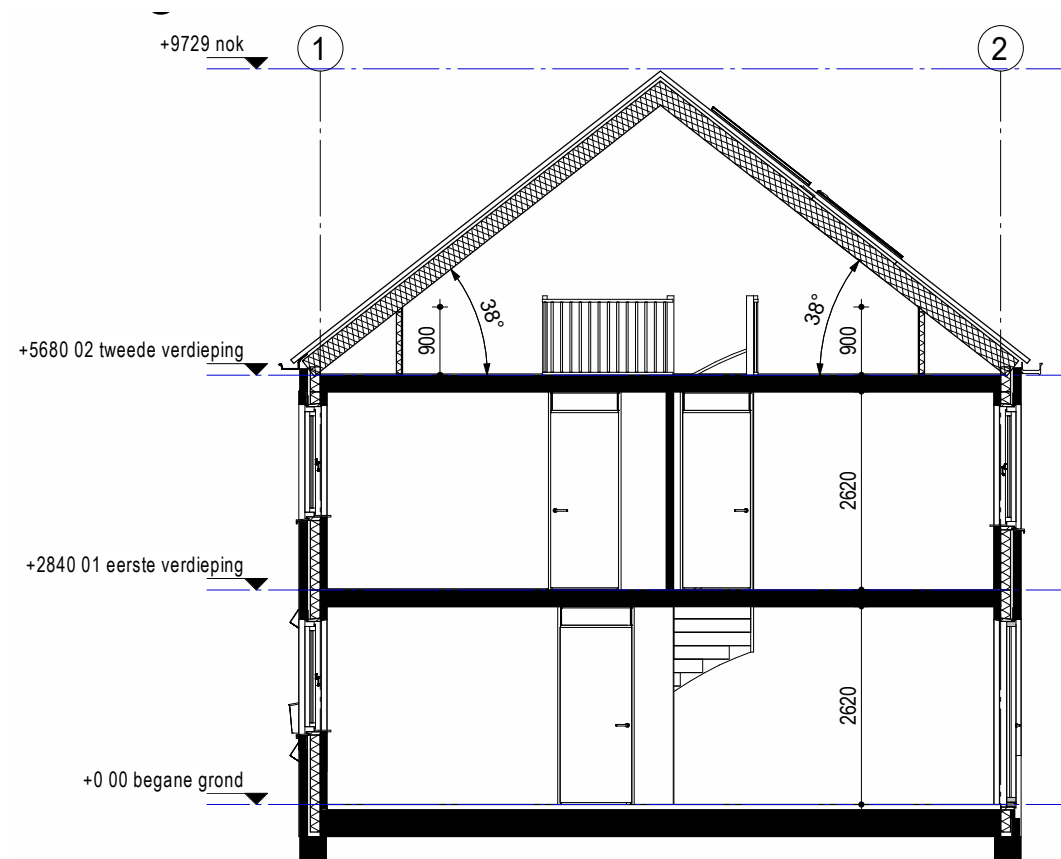 1
2
+9729 nok
38°
38°
900
900
+5680 02 tweede verdieping
2620
+2840 01 eerste verdieping
2620
+0 00 begane grond